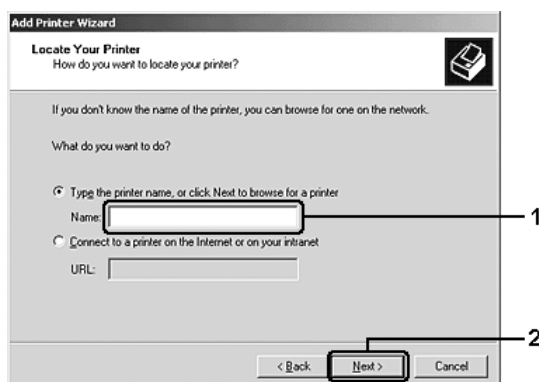 Add Printer Wizard
Locate Your Printer
How do you want to locate your printer?
If you don't know the name of the printer, you can browse for one on the network.
What do you want to do?
Type the printer name, or click Next to browse for a printer
Name:
1
Connect to a printer on the Internet or on your intranet
URL:
2
< Back Next > Cancel